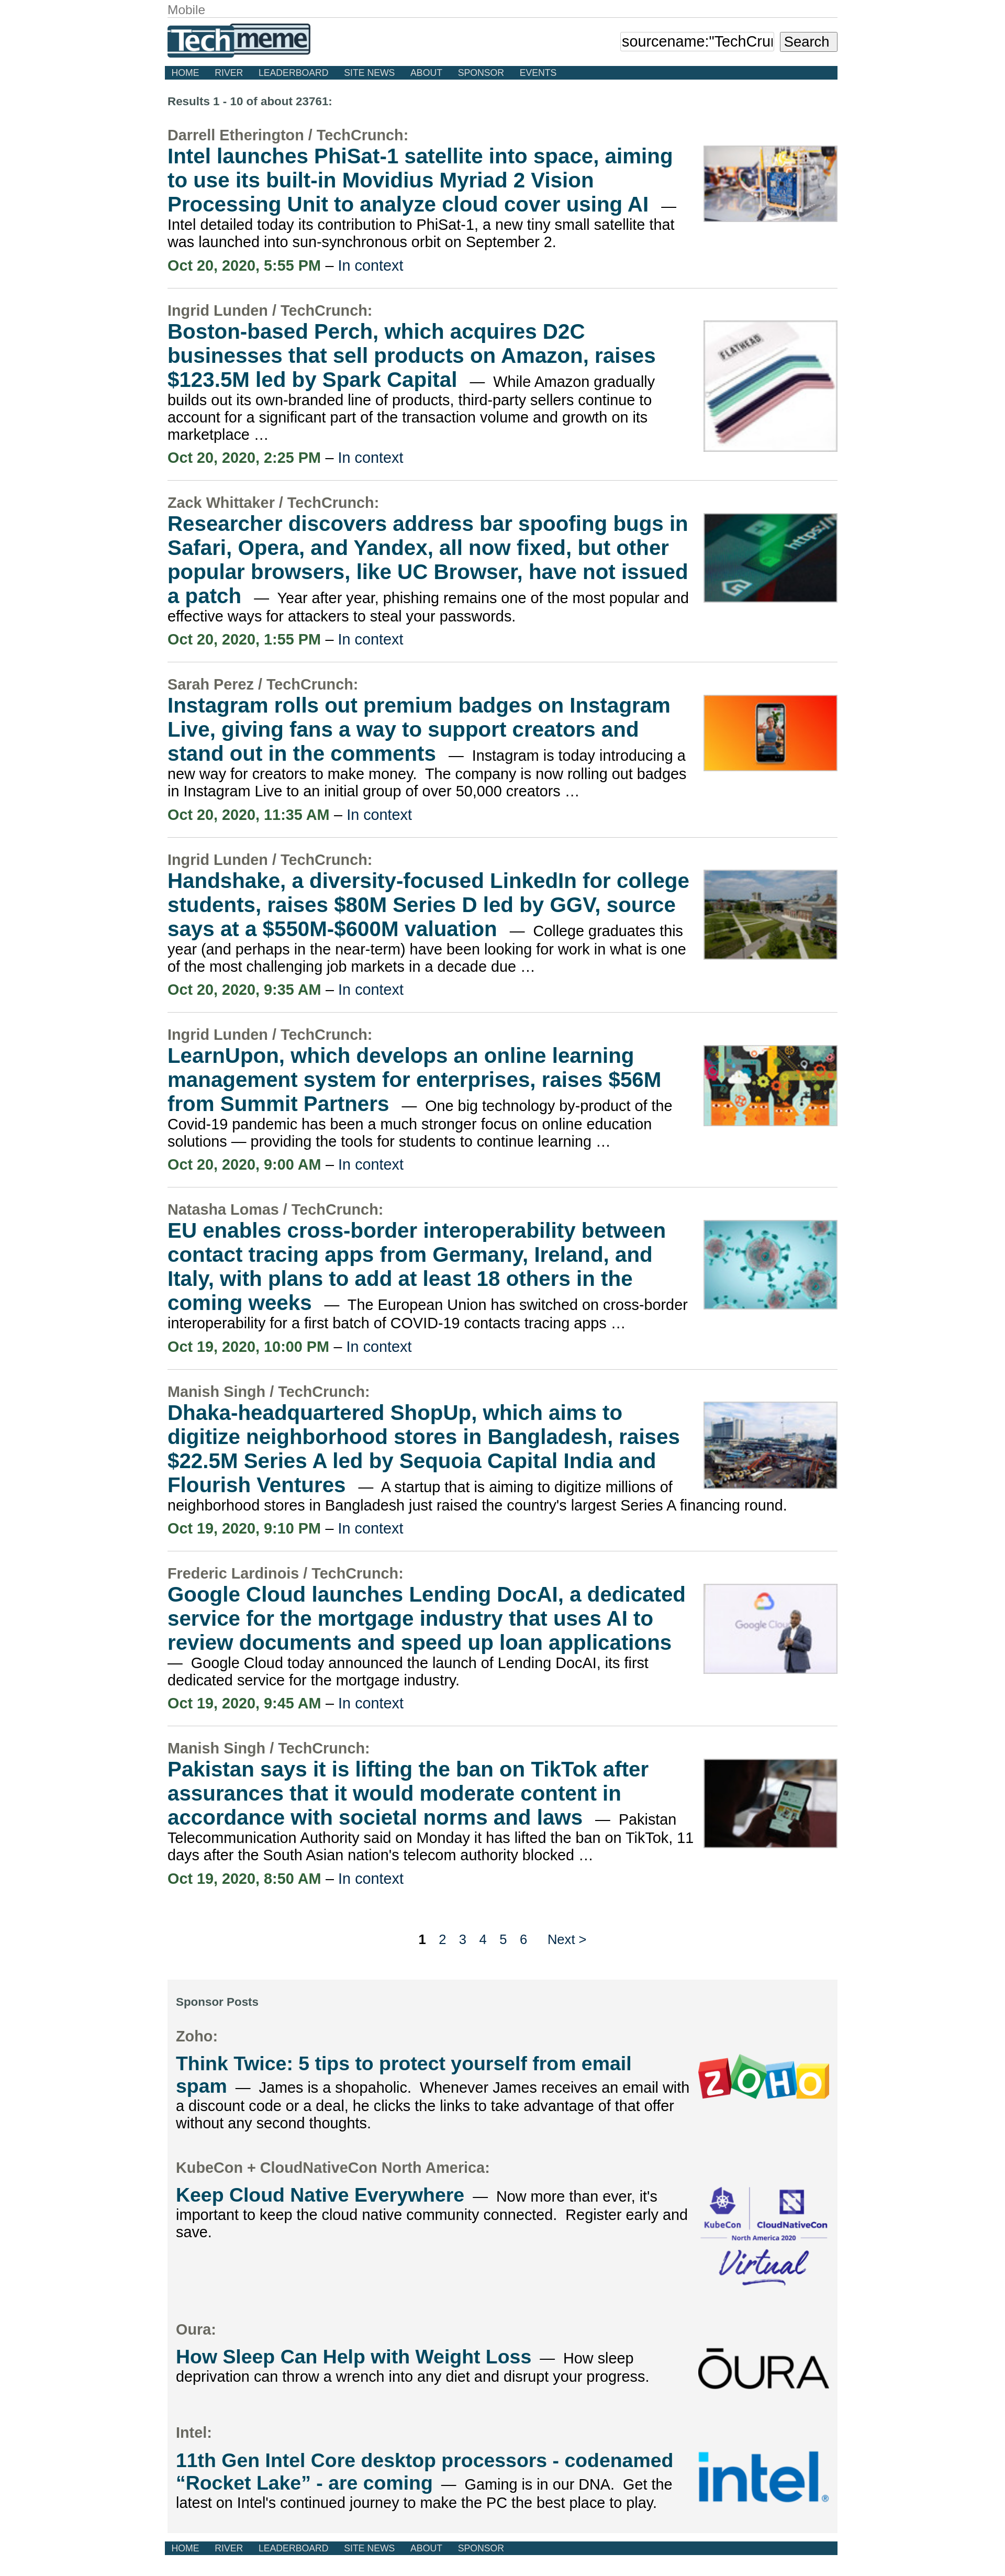 Mobile
Techmeme
sourcename:"TechCru
Search
HOME RIVER LEADERBOARD SITE NEWS ABOUT SPONSOR EVENTS
Results 1 - 10 of about 23761:
Darrell Etherington / TechCrunch:
Intel launches PhiSat-1 satellite into space, aiming
to use its built-in Movidius Myriad 2 Vision
Processing Unit to analyze cloud cover using AI —
Intel detailed today its contribution to PhiSat-1, a new tiny small satellite that
was launched into sun-synchronous orbit on September 2.
Oct 20, 2020, 5:55 PM – In context
Ingrid Lunden / TechCrunch:
Boston-based Perch, which acquires D2C
businesses that sell products on Amazon, raises
$123.5M led by Spark Capital — While Amazon gradually
builds out its own-branded line of products, third-party sellers continue to
account for a significant part of the transaction volume and growth on its
marketplace …
FLATHEAD
Oct 20, 2020, 2:25 PM – In context
Zack Whittaker / TechCrunch:
Researcher discovers address bar spoofing bugs in
Safari, Opera, and Yandex, all now fixed, but other
popular browsers, like UC Browser, have not issued
a patch — Year after year, phishing remains one of the most popular and
effective ways for attackers to steal your passwords.
https://
Oct 20, 2020, 1:55 PM – In context
Sarah Perez / TechCrunch:
Instagram rolls out premium badges on Instagram
Live, giving fans a way to support creators and
stand out in the comments — Instagram is today introducing a
new way for creators to make money. The company is now rolling out badges
in Instagram Live to an initial group of over 50,000 creators …
Oct 20, 2020, 11:35 AM – In context
Ingrid Lunden / TechCrunch:
Handshake, a diversity-focused LinkedIn for college
students, raises $80M Series D led by GGV, source
says at a $550M-$600M valuation — College graduates this
year (and perhaps in the near-term) have been looking for work in what is one
of the most challenging job markets in a decade due …
Oct 20, 2020, 9:35 AM – In context
Ingrid Lunden / TechCrunch:
LearnUpon, which develops an online learning
management system for enterprises, raises $56M
from Summit Partners — One big technology by-product of the
Covid-19 pandemic has been a much stronger focus on online education
solutions — providing the tools for students to continue learning …
Oct 20, 2020, 9:00 AM – In context
Natasha Lomas / TechCrunch:
EU enables cross-border interoperability between
contact tracing apps from Germany, Ireland, and
Italy, with plans to add at least 18 others in the
coming weeks — The European Union has switched on cross-border
interoperability for a first batch of COVID-19 contacts tracing apps …
Oct 19, 2020, 10:00 PM – In context
Manish Singh / TechCrunch:
Dhaka-headquartered ShopUp, which aims to
digitize neighborhood stores in Bangladesh, raises
$22.5M Series A led by Sequoia Capital India and
Flourish Ventures — A startup that is aiming to digitize millions of
neighborhood stores in Bangladesh just raised the country's largest Series A financing round.
Oct 19, 2020, 9:10 PM – In context
Frederic Lardinois / TechCrunch:
Google Cloud launches Lending DocAI, a dedicated
service for the mortgage industry that uses AI to
review documents and speed up loan applications
— Google Cloud today announced the launch of Lending DocAI, its first
dedicated service for the mortgage industry.
Google Clou
Oct 19, 2020, 9:45 AM – In context
Manish Singh / TechCrunch:
Pakistan says it is lifting the ban on TikTok after
assurances that it would moderate content in
accordance with societal norms and laws — Pakistan
Telecommunication Authority said on Monday it has lifted the ban on TikTok, 11
days after the South Asian nation's telecom authority blocked …
Oct 19, 2020, 8:50 AM – In context
1 2 3 4 5 6 Next >
Sponsor Posts
Zoho:
Think Twice: 5 tips to protect yourself from email
spam — James is a shopaholic. Whenever James receives an email with
a discount code or a deal, he clicks the links to take advantage of that offer
without any second thoughts.
ZOHO
KubeCon + CloudNativeCon North America:
Keep Cloud Native Everywhere — Now more than ever, it's
important to keep the cloud native community connected. Register early and
save.
KubeCon CloudNativeCon
North America 2020
Virtual
Oura:
How Sleep Can Help with Weight Loss — How sleep
deprivation can throw a wrench into any diet and disrupt your progress.
ŌURA
Intel:
11th Gen Intel Core desktop processors - codenamed
“Rocket Lake” - are coming — Gaming is in our DNA. Get the
latest on Intel's continued journey to make the PC the best place to play.
intel®
HOME RIVER LEADERBOARD SITE NEWS ABOUT SPONSOR